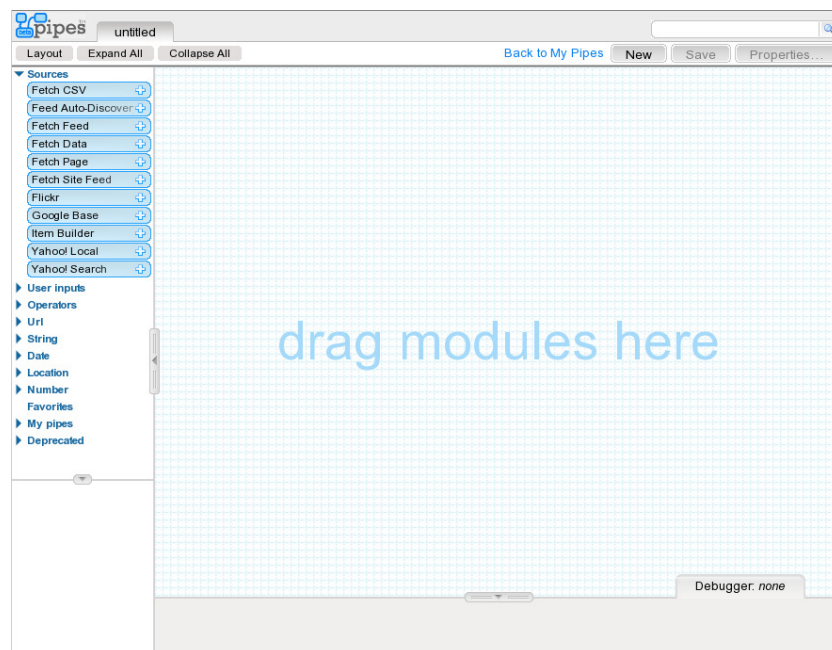 beta pipes
untitled
Layout Expand All Collapse All Back to My Pipes New Save Properties...
Sources
Fetch CSV
Feed Auto-Discover
Fetch Feed
Fetch Data
Fetch Page
Fetch Site Feed
Flickr
Google Base
Item Builder
Yahoo! Local
Yahoo! Search
User inputs
Operators
Url
String
Date
Location
Number
Favorites
My pipes
Deprecated
drag modules here
Debugger: none